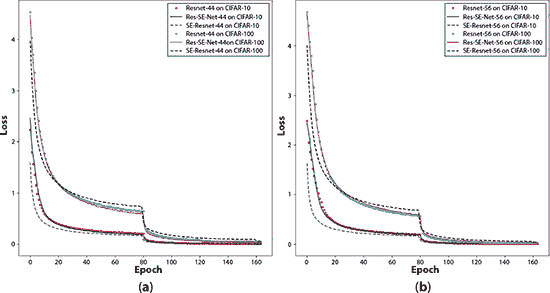 Resnet-44 on CIFAR-10
Res-SE-Net-44 on CIFAR-10
SE-Resnet-44 on CIFAR-10
Resnet-44 on CIFAR-100
Res-SE-Net-44on CIFAR-100
SE-Resnet-44 on CIFAR-100
4
3
2
1
0
Loss
0 20 40 60 80 100 120 140 160
Epoch
(a)
Resnet-56 on CIFAR-10
Res-SE-Net-56 on CIFAR-10
SE-Resnet-56 on CIFAR-10
Resnet-56 on CIFAR-100
Res-SE-Net-56 on CIFAR-100
SE-Resnet-56 on CIFAR-100
4
3
2
1
0
Loss
0 20 40 60 80 100 120 140 160
Epoch
(b)